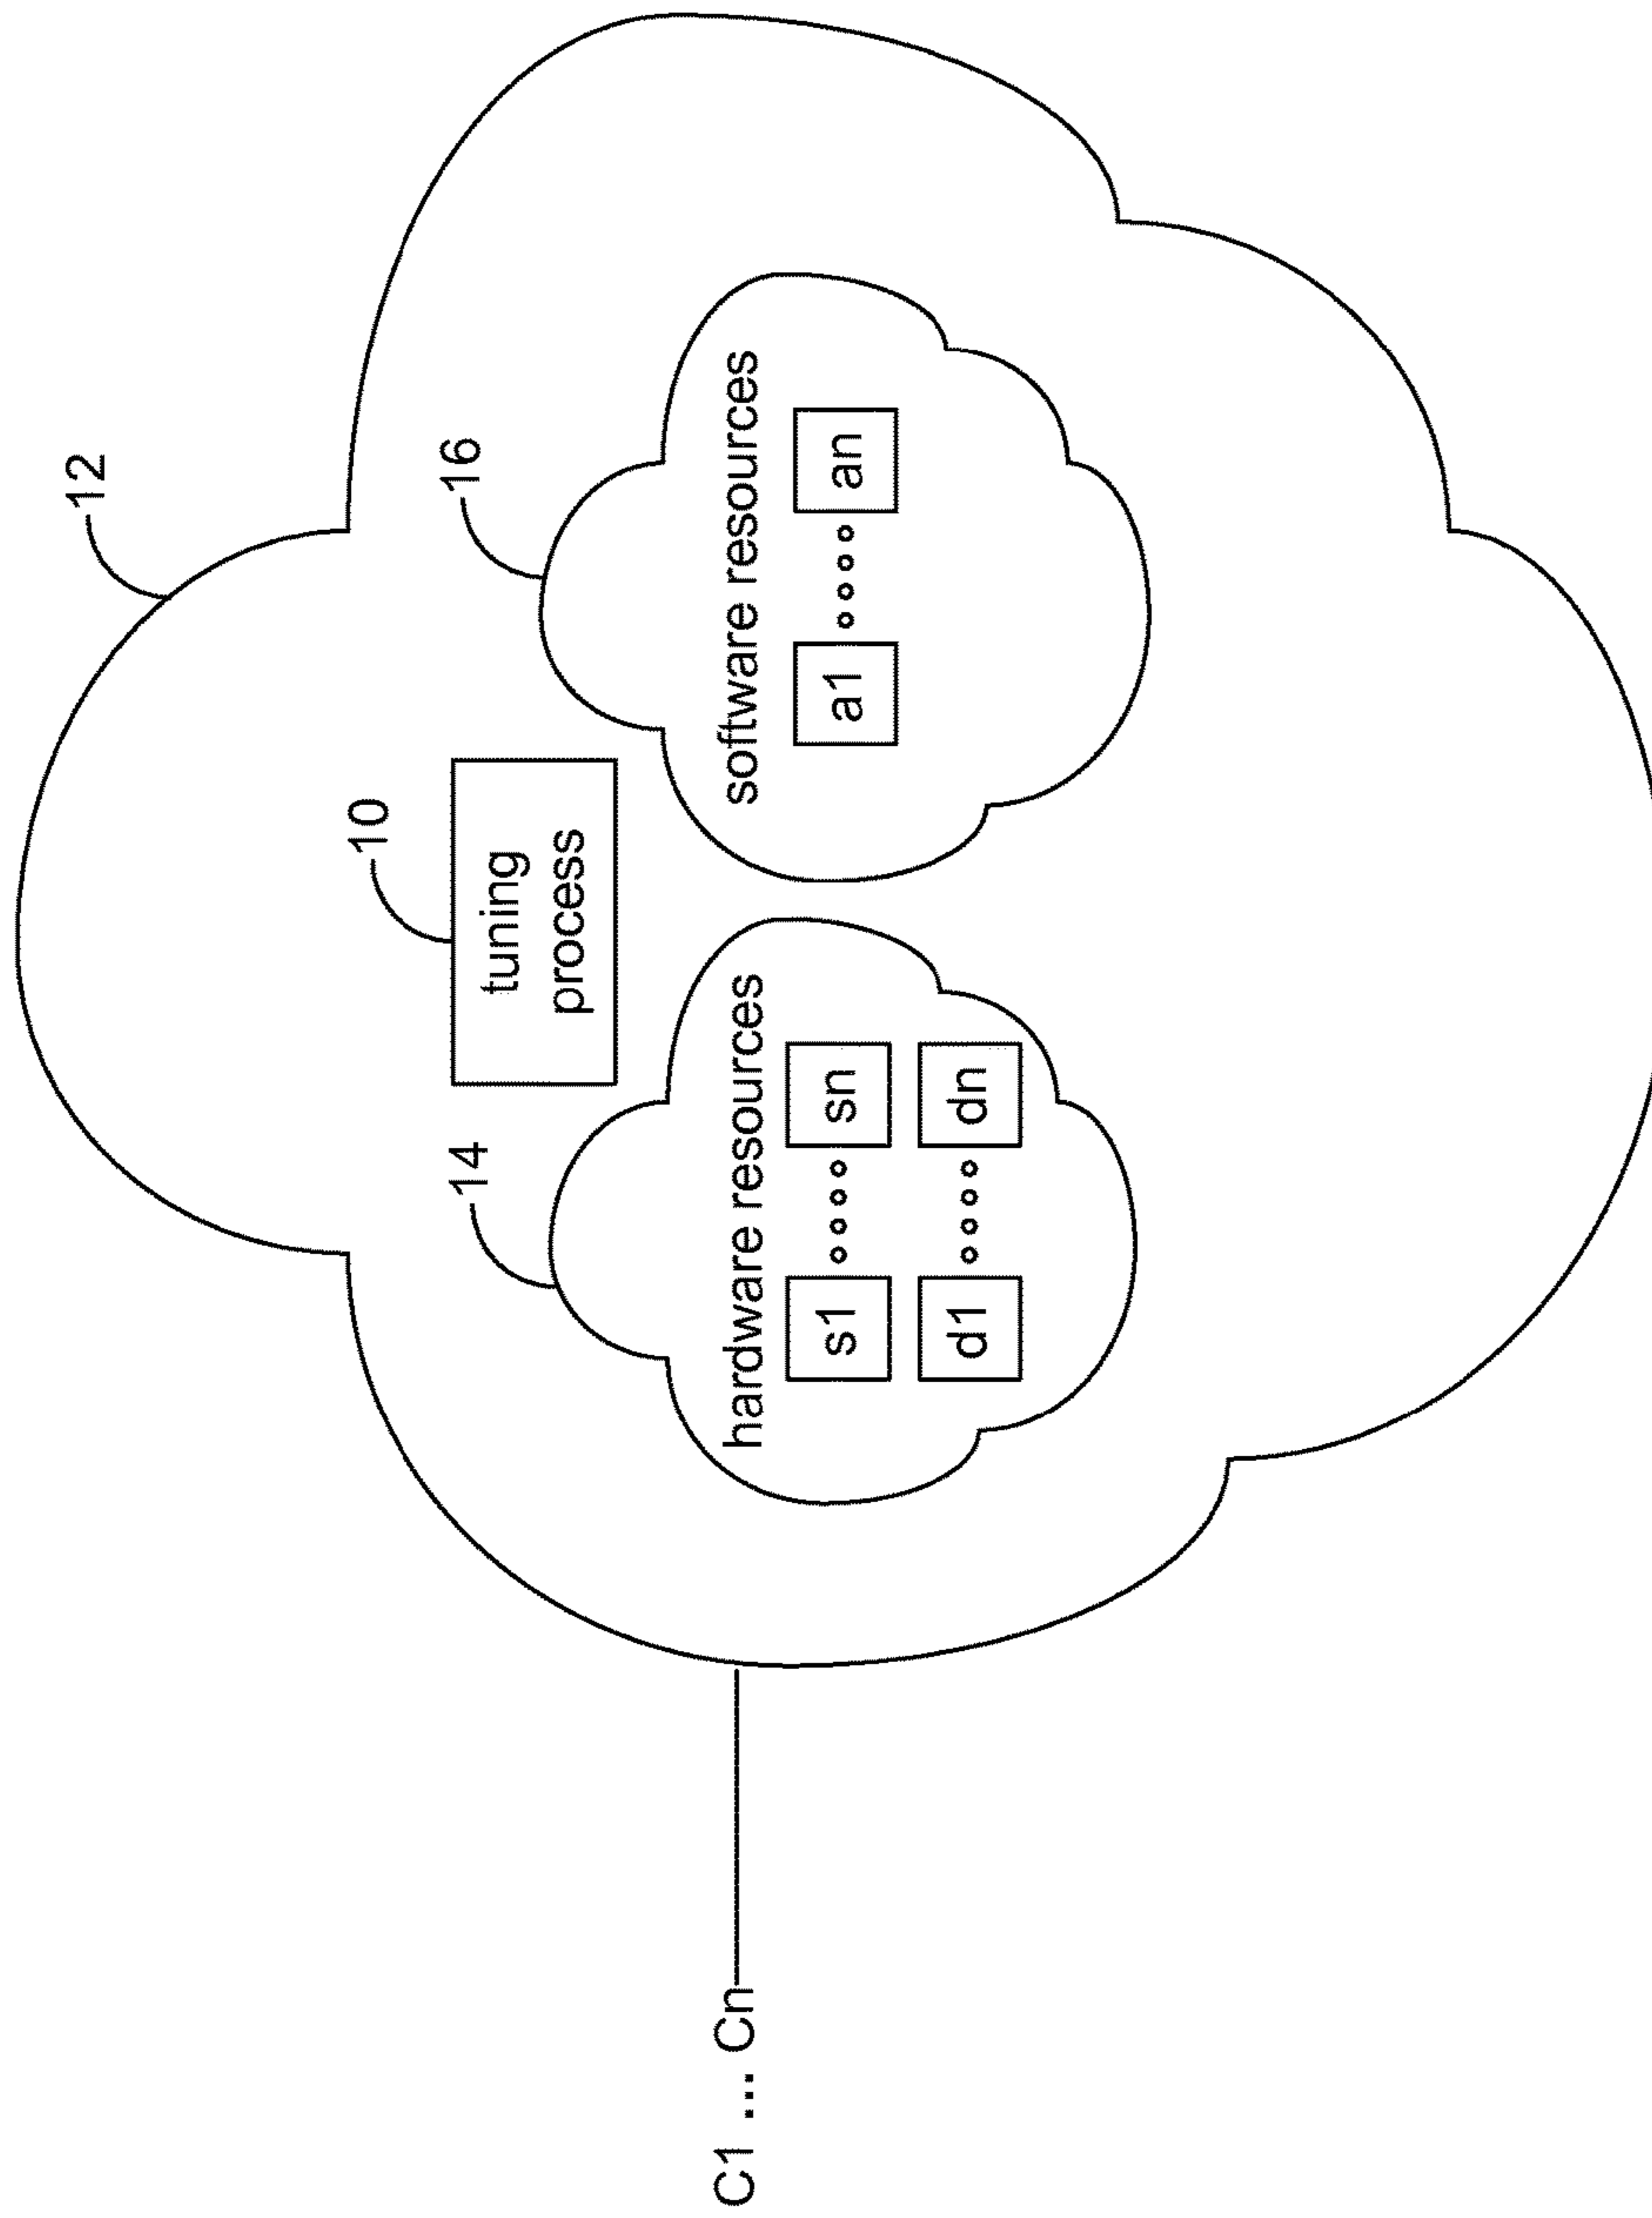 12
10
tuning
process
14
16
hardware resources
software resources
s1 sn
a1 an
d1 dn
C1 ... Cn